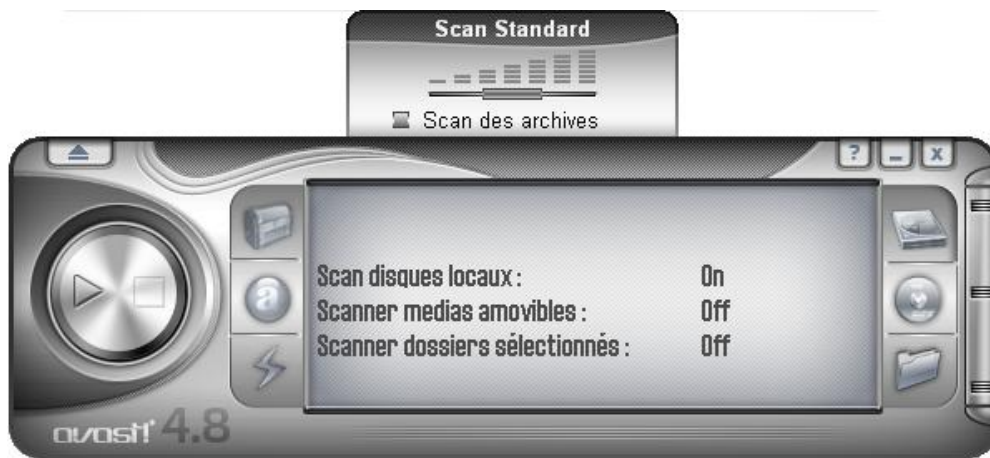 Scan Standard
Scan des archives
? – x
Scan disques locaux : On
Scanner medias amovibles : Off
Scanner dossiers sélectionnés : Off
a
avast! 4.8